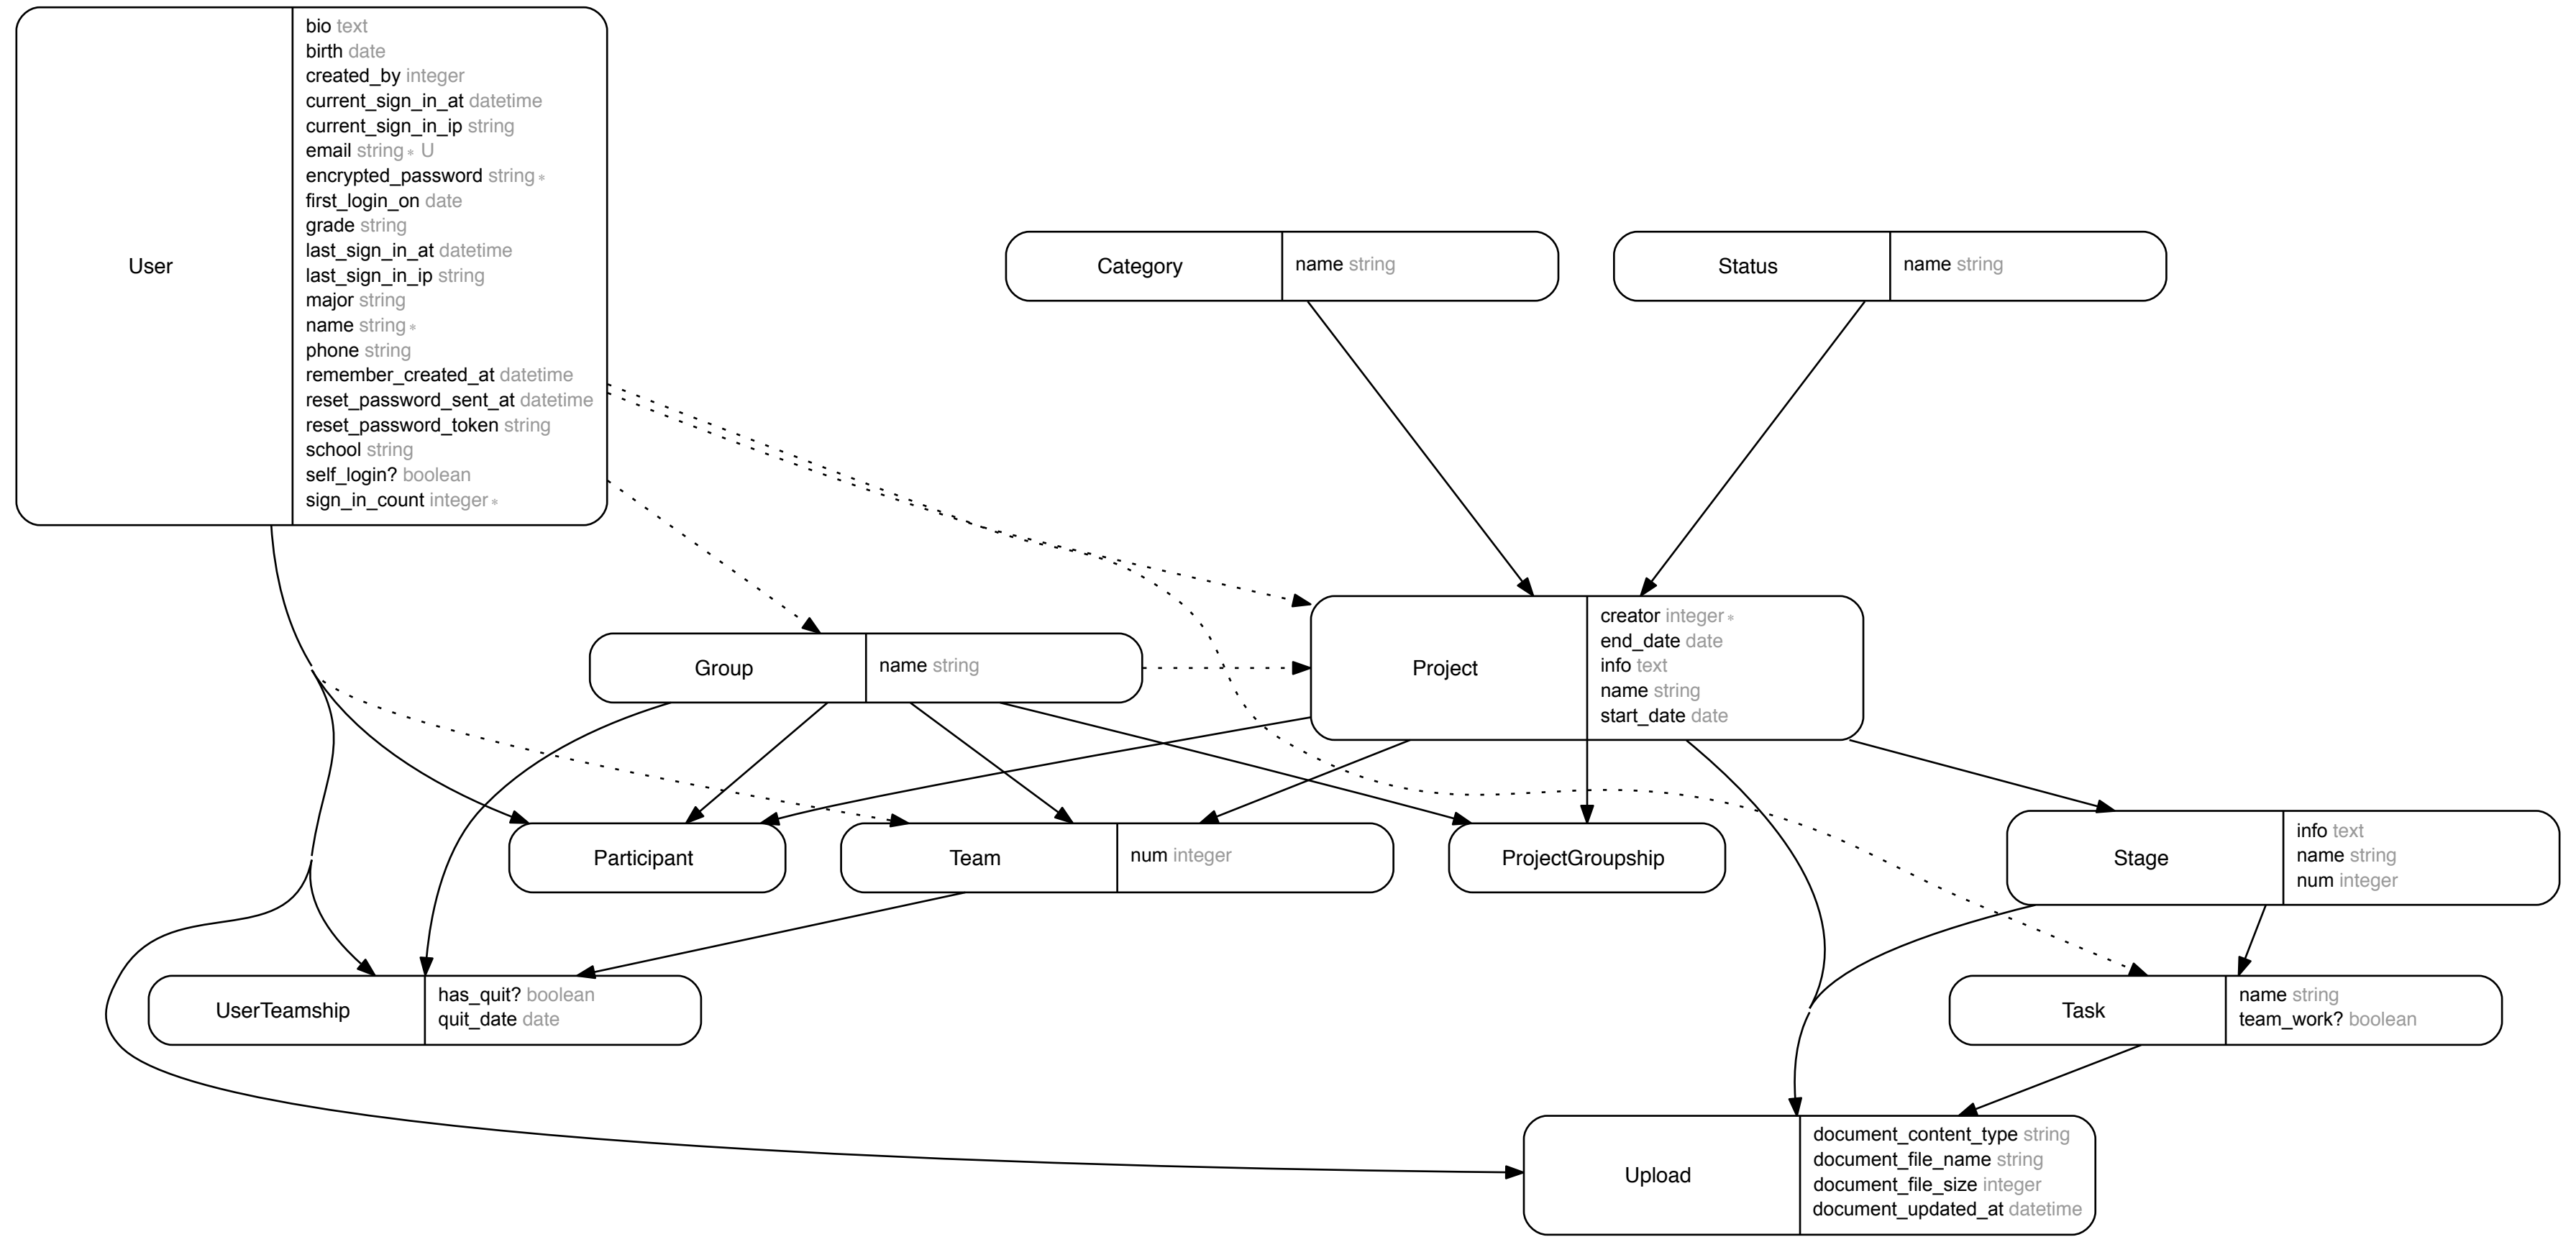 User
bio text
birth date
created_by integer
current_sign_in_at datetime
current_sign_in_ip string
email string* U
encrypted_password string*
first_login_on date
grade string
last_sign_in_at datetime
last_sign_in_ip string
major string
name string*
phone string
remember_created_at datetime
reset_password_sent_at datetime
reset_password_token string
school string
self_login? boolean
sign_in_count integer*
Category
name string
Status
name string
Group
name string
Project
creator integer*
end_date date
info text
name string
start_date date
Participant
Team
num integer
ProjectGroupship
Stage
info text
name string
num integer
UserTeamship
has_quit? boolean
quit_date date
Task
name string
team_work? boolean
Upload
document_content_type string
document_file_name string
document_file_size integer
document_updated_at datetime